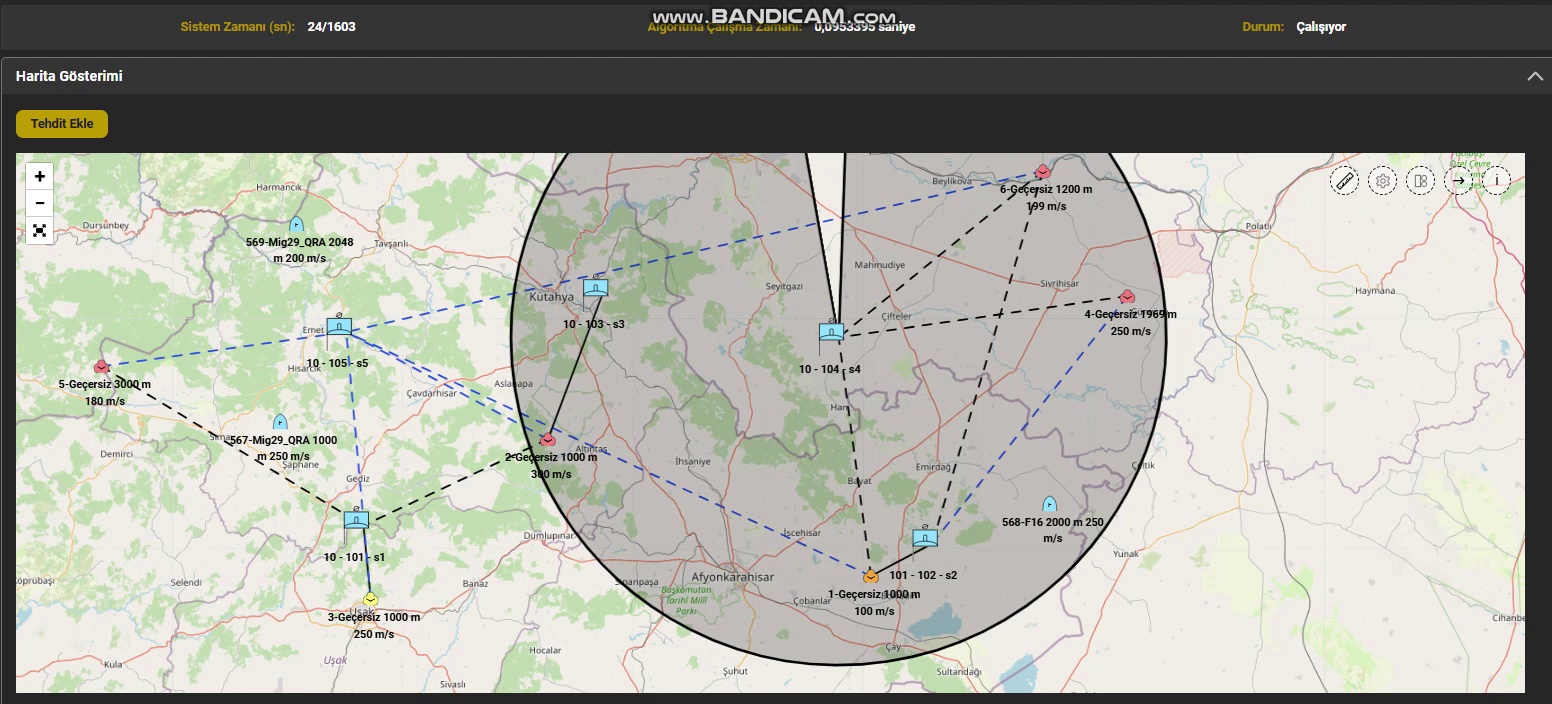 www.BANDICAM.com
Sistem Zamanı (sn): 24/1603
Algoritma Çalışma Zamanı: 0,0953395 saniye
Durum: Çalışıyor
Harita Gösterimi
Tehdit Ekle
+
−
Harmancık
Beylikova
6-Geçersiz 1200 m
199 m/s
Dursunbey
569-Mig29_QRA 2048
m 200 m/s
Tavşanlı
Polatlı
Mahmudiye
Sivrihisar
Seyitgazi
Haymana
Kütahya
10 - 103 - s3
Çifteler
4-Geçersiz 1969 m
250 m/s
Emet
10 - 105 - s5
Hisarcık
10 - 104 - s4
5-Geçersiz 3000 m
180 m/s
Aslanapa
Çavdarhisar
Han
567-Mig29_QRA 1000
m 250 m/s
Demirci
Şaphane
Altıntaş
2-Geçersiz 1000 m
300 m/s
İhsaniye
Emirdağ
Çeltik
Gediz
Bayat
568-F16 2000 m 250
m/s
İscehisar
Dumlupınar
10 - 101 - s1
Yunak
Selendi
Banaz
Sinanpaşa
Afyonkarahisar
101 - 102 - s2
Başkomutan
Tarihî Millî
Parkı
Çobanlar
1-Geçersiz 1000 m
100 m/s
Uşak
3-Geçersiz 1000 m
250 m/s
Hocalar
Çay
Kula
Uşak
Şuhut
Sultandağı
Sivaslı